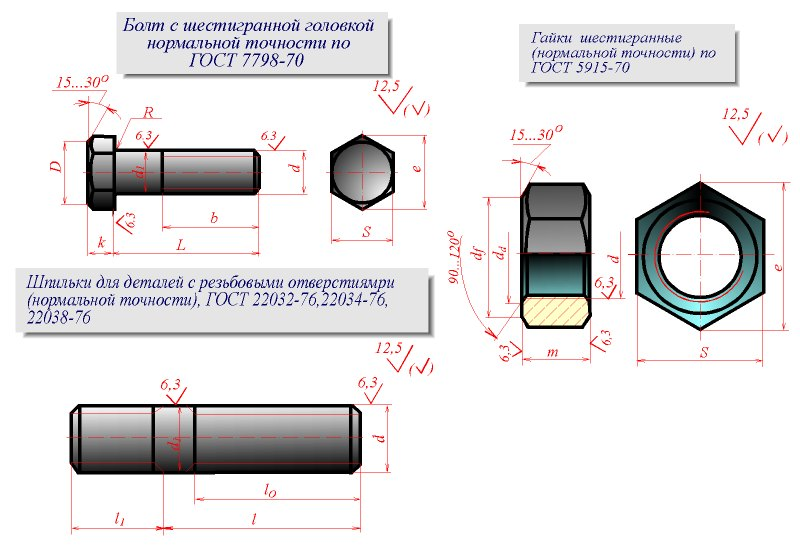 Болт с шестигранной головкой
нормальной точности по
ГОСТ 7798-70
Гайки шестигранные
(нормальной точности) по
ГОСТ 5915-70
15...30°
R
6.3
6.3
12,5
(√)
D
d1
d
e
6.3
b
k
L
S
15...30°
12,5
(√)
90...120°
df
dd
d
e
6,3
6,3
6,3
m
S
Шпильки для деталей с резьбовыми отверстиямри
(нормальной точности), ГОСТ 22032-76,22034-76,
22038-76
12,5
(√)
6,3
6,3
d1
d
lO
l1
l